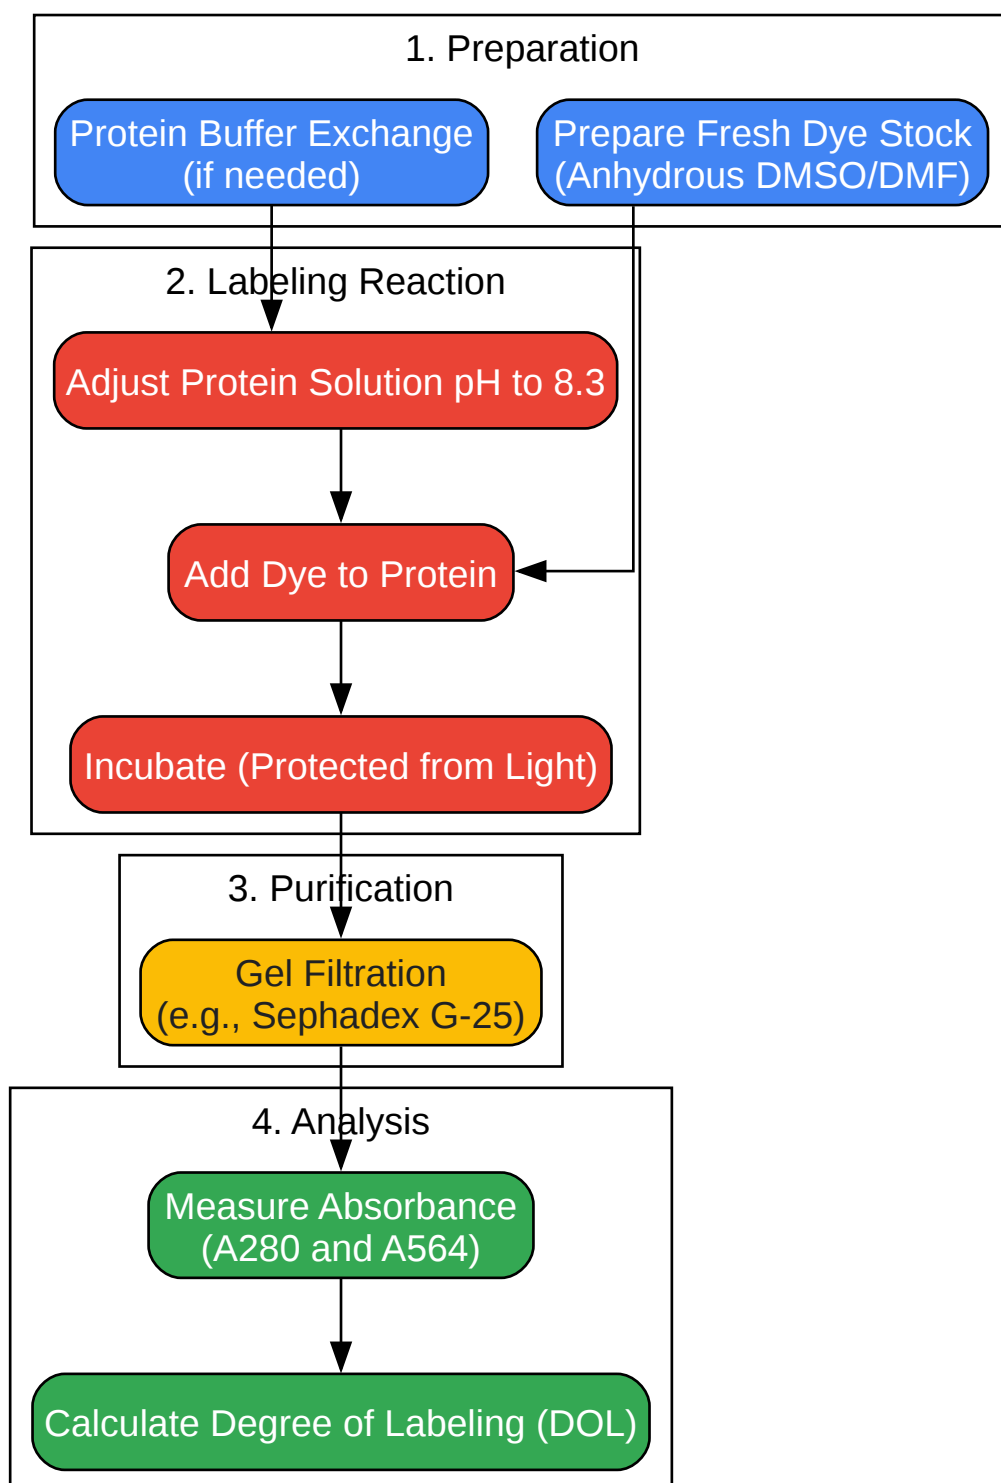 1. Preparation
Protein Buffer Exchange
(if needed)
Prepare Fresh Dye Stock
(Anhydrous DMSO/DMF)
2. Labeling Reaction
Adjust Protein Solution pH to 8.3
Add Dye to Protein
Incubate (Protected from Light)
3. Purification
Gel Filtration
(e.g., Sephadex G-25)
4. Analysis
Measure Absorbance
(A280 and A564)
Calculate Degree of Labeling (DOL)